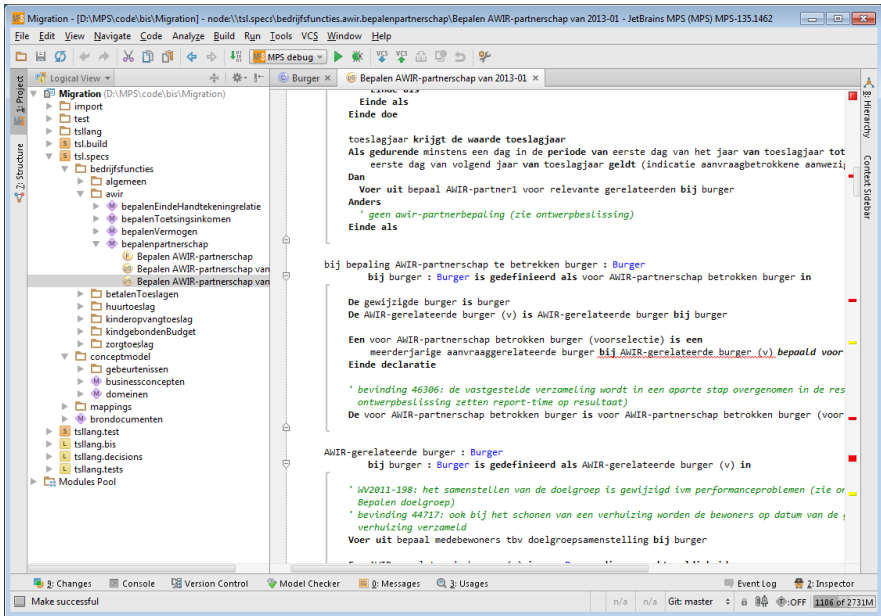 Migration - [D:\MPS\code\bis\Migration] - node:\\tsl.specs\bedrijfsfuncties.awir.bepalenpartnerschap\Bepalen AWIR-partnerschap van 2013-01 - JetBrains MPS (MPS) MPS-135.1462
File Edit View Navigate Code Analyze Build Run Tools VCS Window Help
MPS debug
Logical View
Burger × Bepalen AWIR-partnerschap van 2013-01 ×
1: Project
Z: Structure
8: Hierarchy
Context Sidebar
Migration (D:\MPS\code\bis\Migration)
import
test
tsllang
tsl.build
tsl.specs
bedrijfsfuncties
algemeen
awir
bepalenEindeHandtekeningrelatie
bepalenToetsingsinkomen
bepalenVermogen
bepalenpartnerschap
Bepalen AWIR-partnerschap
Bepalen AWIR-partnerschap van
Bepalen AWIR-partnerschap van
betalenToeslagen
huurtoeslag
kinderopvangtoeslag
kindgebondenBudget
zorgtoeslag
conceptmodel
gebeurtenissen
businessconcepten
domeinen
mappings
brondocumenten
tsllang.test
tsllang.bis
tsllang.decisions
tsllang.tests
Modules Pool
Einde als
Einde als
Einde doe
toeslagjaar krijgt de waarde toeslagjaar
Als gedurende minstens een dag in de periode van eerste dag van het jaar van toeslagjaar tot
eerste dag van volgend jaar van toeslagjaar geldt (indicatie aanvraagbetrokkene aanwezig
Dan
Voer uit bepaal AWIR-partner1 voor relevante gerelateerden bij burger
Anders
' geen awir-partnerbepaling (zie ontwerpbeslissing)
Einde als
bij bepaling AWIR-partnerschap te betrekken burger : Burger
bij burger : Burger is gedefinieerd als voor AWIR-partnerschap betrokken burger in
De gewijzigde burger is burger
De AWIR-gerelateerde burger (v) is AWIR-gerelateerde burger bij burger
Een voor AWIR-partnerschap betrokken burger (voorselectie) is een
meerderjarige aanvraaggerelateerde burger bij AWIR-gerelateerde burger (v) bepaald voor
Einde declaratie
' bevinding 46306: de vastgestelde verzameling wordt in een aparte stap overgenomen in de res
ontwerpbeslissing zetten report-time op resultaat)
De voor AWIR-partnerschap betrokken burger is voor AWIR-partnerschap betrokken burger (voor
AWIR-gerelateerde burger : Burger
bij burger : Burger is gedefinieerd als AWIR-gerelateerde burger (v) in
' WV2011-198: het samenstellen van de doelgroep is gewijzigd ivm performanceproblemen (zie on
Bepalen doelgroep)
' bevinding 44717: ook bij het schonen van een verhuizing worden de bewoners op datum van de
verhuizing verzameld
Voer uit bepaal medebewoners tbv doelgroepsamenstelling bij burger
9: Changes Console Version Control Model Checker 0: Messages 3: Usages Event Log 2: Inspector
Make successful n/a n/a Git: master T:OFF 1106 of 2731M